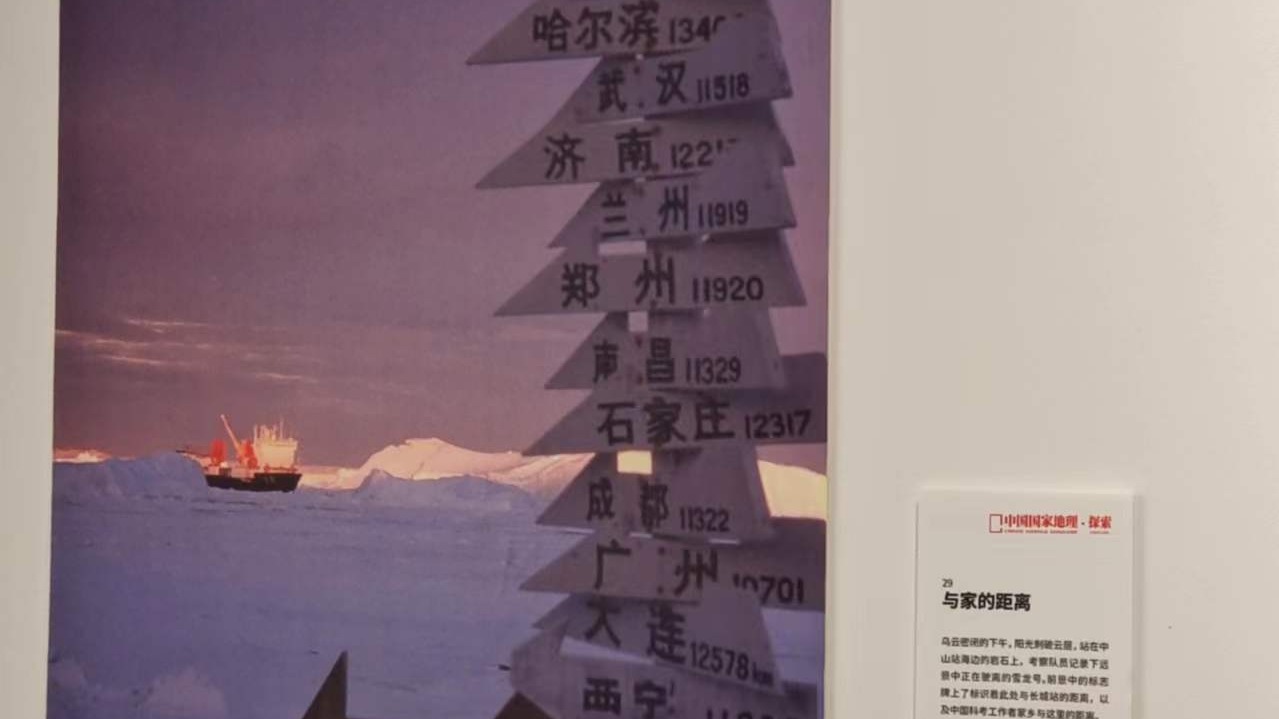 哈尔滨
武汉 11518
济南
兰州 11919
郑州 11920
南昌 11329
石家庄 12317
成都 11322
广州 10701
大连 12578 km
西宁
中国国家地理·探索
29
与家的距离
乌云密闭的下午,阳光刺破云层,站在中
山站海边的岩石上,考察队员记录下远
景中正在驶离的雪龙号。前景中的标志
牌上了标识着此处与长城站的距离,以
及中国科考工作者家乡与这里的距离。